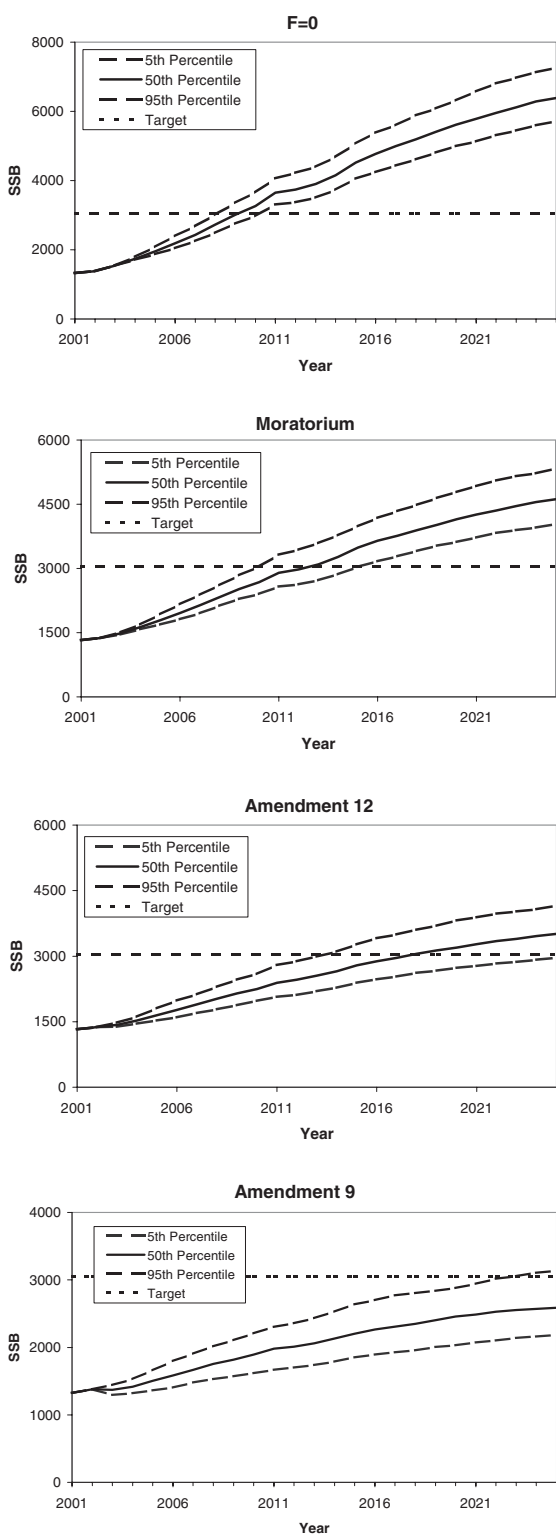 F=0
8000
6000
4000
2000
0
SSB
5th Percentile
50th Percentile
95th Percentile
Target
2001 2006 2011 2016 2021
Year
Moratorium
6000
4500
3000
1500
0
SSB
5th Percentile
50th Percentile
95th Percentile
Target
2001 2006 2011 2016 2021
Year
Amendment 12
6000
4500
3000
1500
0
SSB
5th Percentile
50th Percentile
95th Percentile
Target
2001 2006 2011 2016 2021
Year
Amendment 9
4000
3000
2000
1000
0
SSB
5th Percentile
50th Percentile
95th Percentile
Target
2001 2006 2011 2016 2021
Year